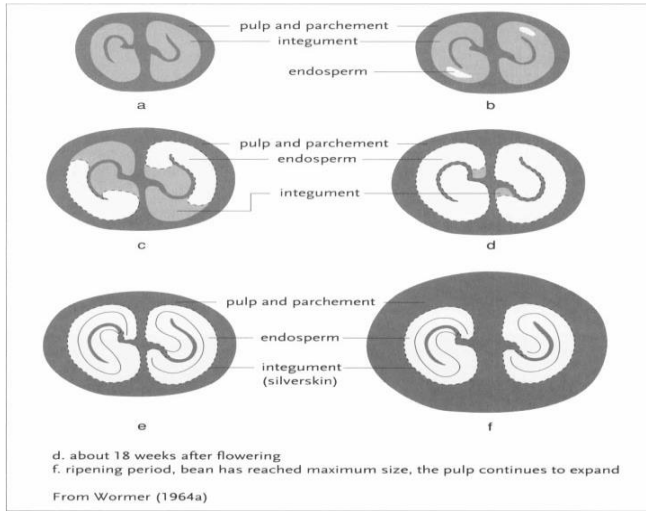 pulp and parchement
integument
endosperm
a
b
pulp and parchement
endosperm
integument
c
d
pulp and parchement
endosperm
integument
(silverskin)
e
f
d. about 18 weeks after flowering
f. ripening period, bean has reached maximum size, the pulp continues to expand
From Wormer (1964a)